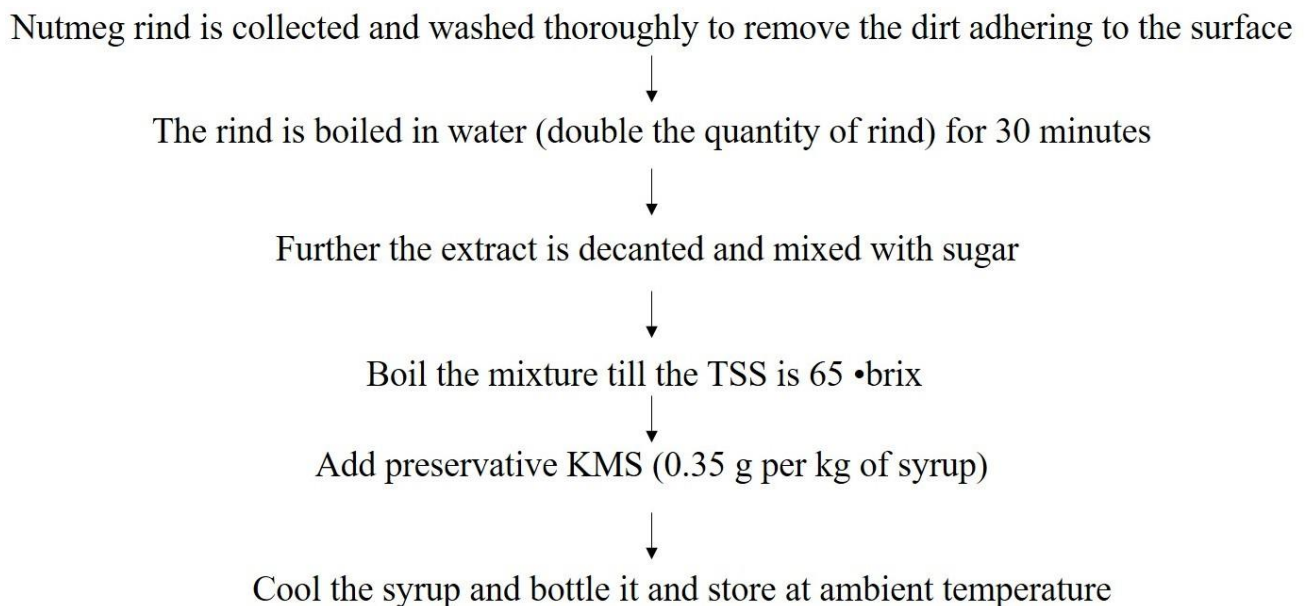 Nutmeg rind is collected and washed thoroughly to remove the dirt adhering to the surface
The rind is boiled in water (double the quantity of rind) for 30 minutes
Further the extract is decanted and mixed with sugar
Boil the mixture till the TSS is 65 •brix
Add preservative KMS (0.35 g per kg of syrup)
Cool the syrup and bottle it and store at ambient temperature